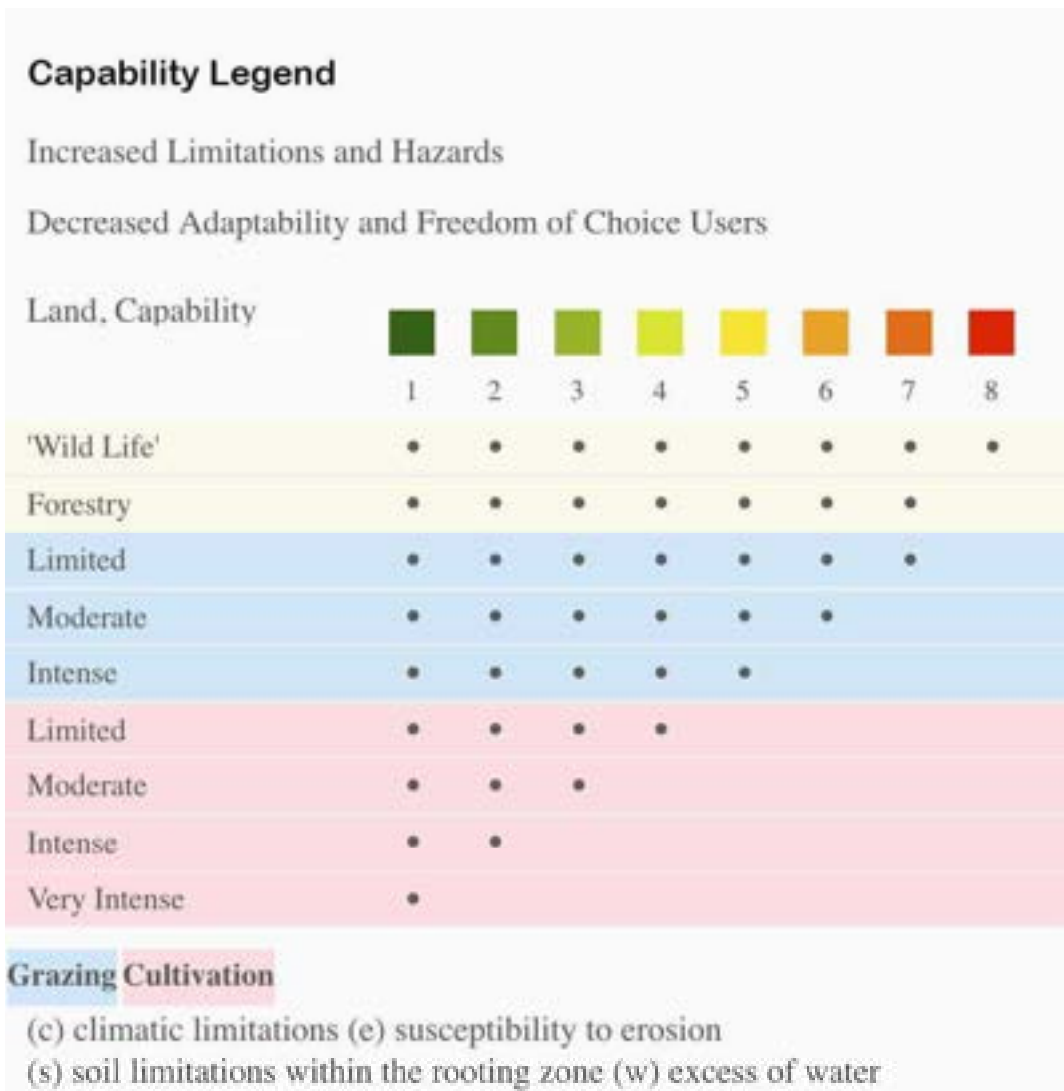 Capability Legend
Increased Limitations and Hazards
Decreased Adaptability and Freedom of Choice Users
Land, Capability
1 2 3 4 5 6 7 8
'Wild Life' • • • • • • • •
Forestry • • • • • • •
Limited • • • • • • •
Moderate • • • • • •
Intense • • • • •
Limited • • • •
Moderate • • •
Intense • •
Very Intense •
Grazing Cultivation
(c) climatic limitations (e) susceptibility to erosion
(s) soil limitations within the rooting zone (w) excess of water